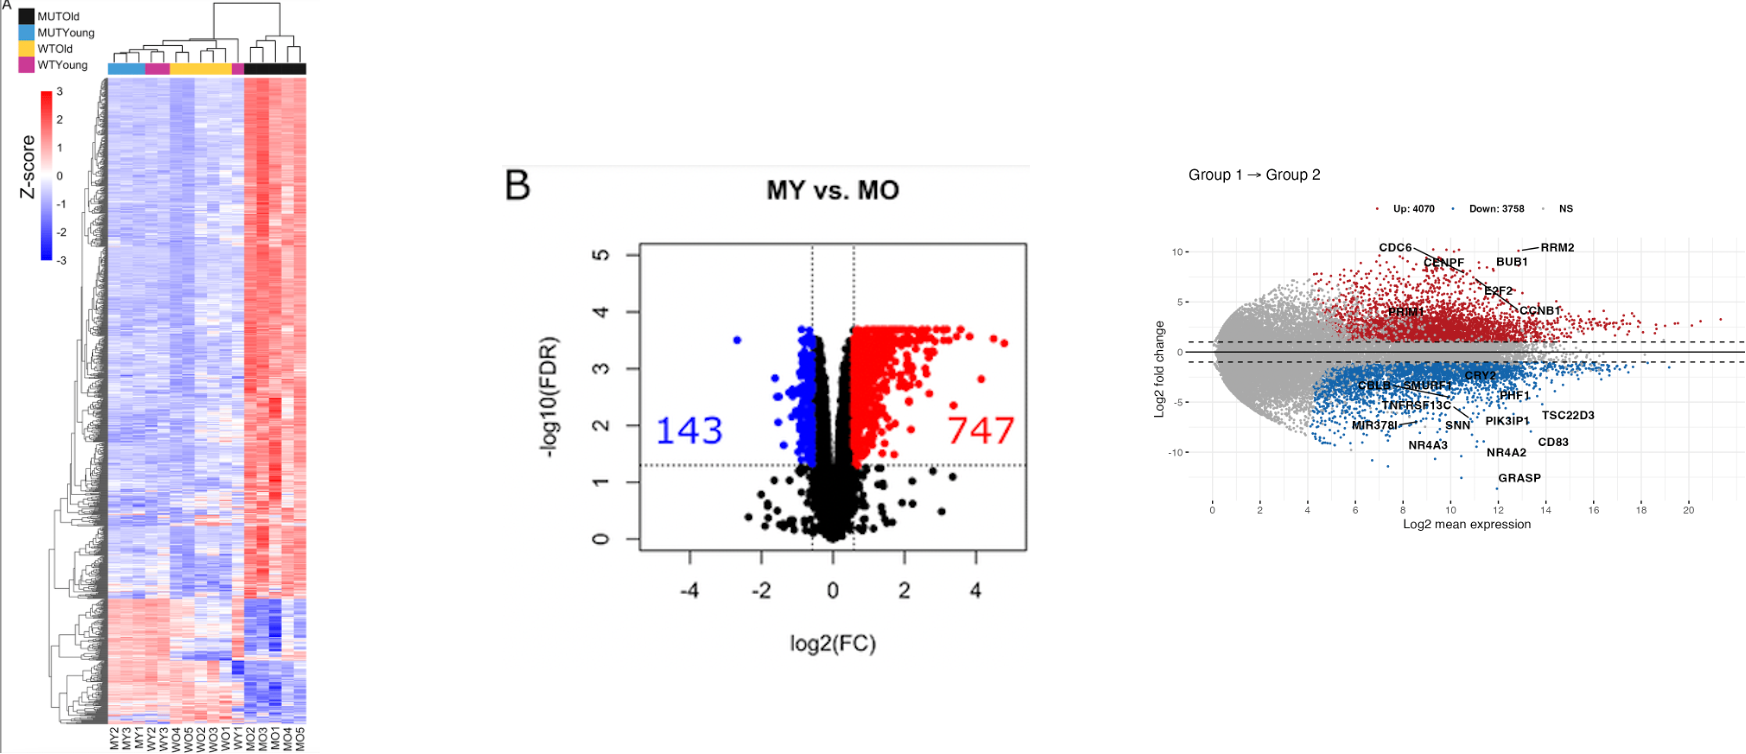 A
MUTOld
MUTYoung
WTOld
WTYoung
Z-score
3
2
1
0
-1
-2
-3
MY2 MY3 MY1 WY2 WY3 WO4 WO5 WO2 WO3 WO1 WY1 MO2 MO3 MO1 MO4 MO5
B
MY vs. MO
-log10(FDR)
5
4
3
2
1
0
143
747
-4 -2 0 2 4
log2(FC)
Group 1 → Group 2
Up: 4070 Down: 3758 NS
Log2 fold change
10
5
0
-5
-10
CDC6
RRM2
CENPF
BUB1
E2F2
PRIM1
CCNB1
CRY2
CBLB
SMURF1
PHF1
TNFRSF13C
TSC22D3
MIR378I
SNN
PIK3IP1
NR4A3
CD83
NR4A2
GRASP
0 2 4 6 8 10 12 14 16 18 20
Log2 mean expression